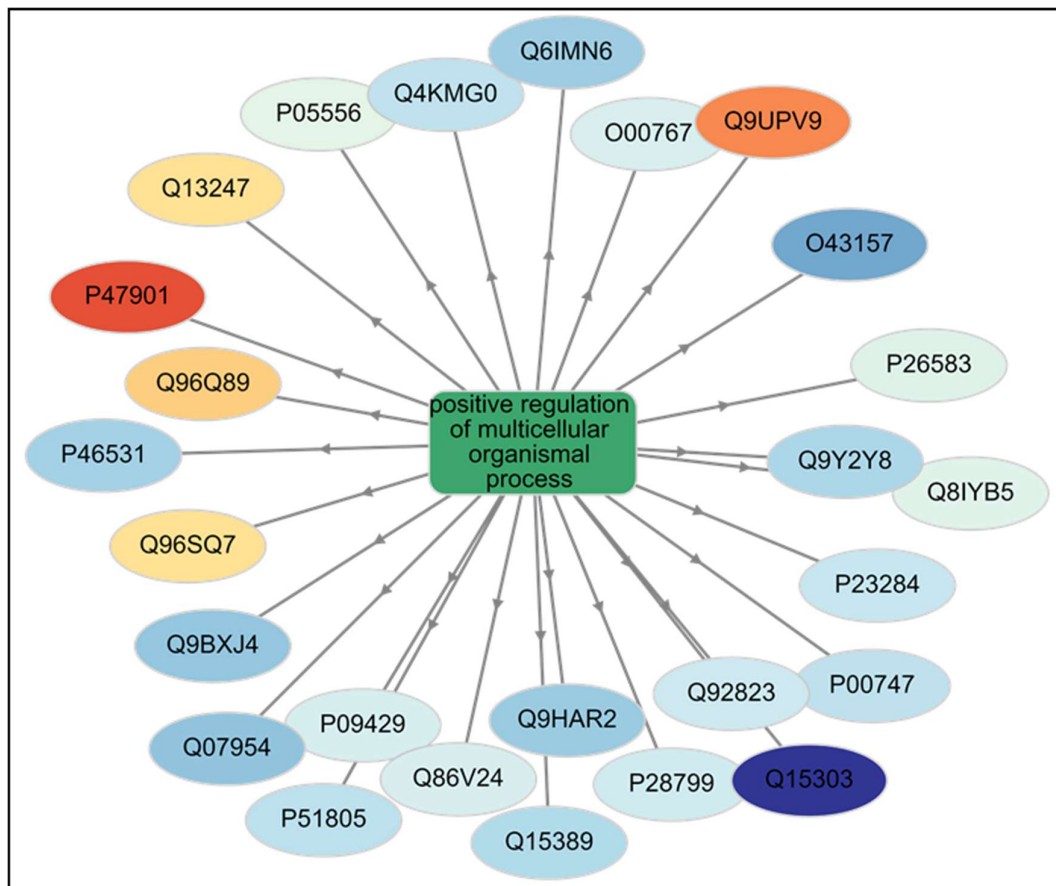 Q6IMN6
Q4KMG0
P05556
O00767
Q9UPV9
Q13247
O43157
P47901
P26583
Q96Q89
positive regulation
of multicellular
organismal
process
P46531
Q9Y2Y8
Q8IYB5
Q96SQ7
P23284
Q9BXJ4
Q92823
P00747
P09429
Q9HAR2
Q07954
Q86V24
P28799
Q15303
P51805
Q15389